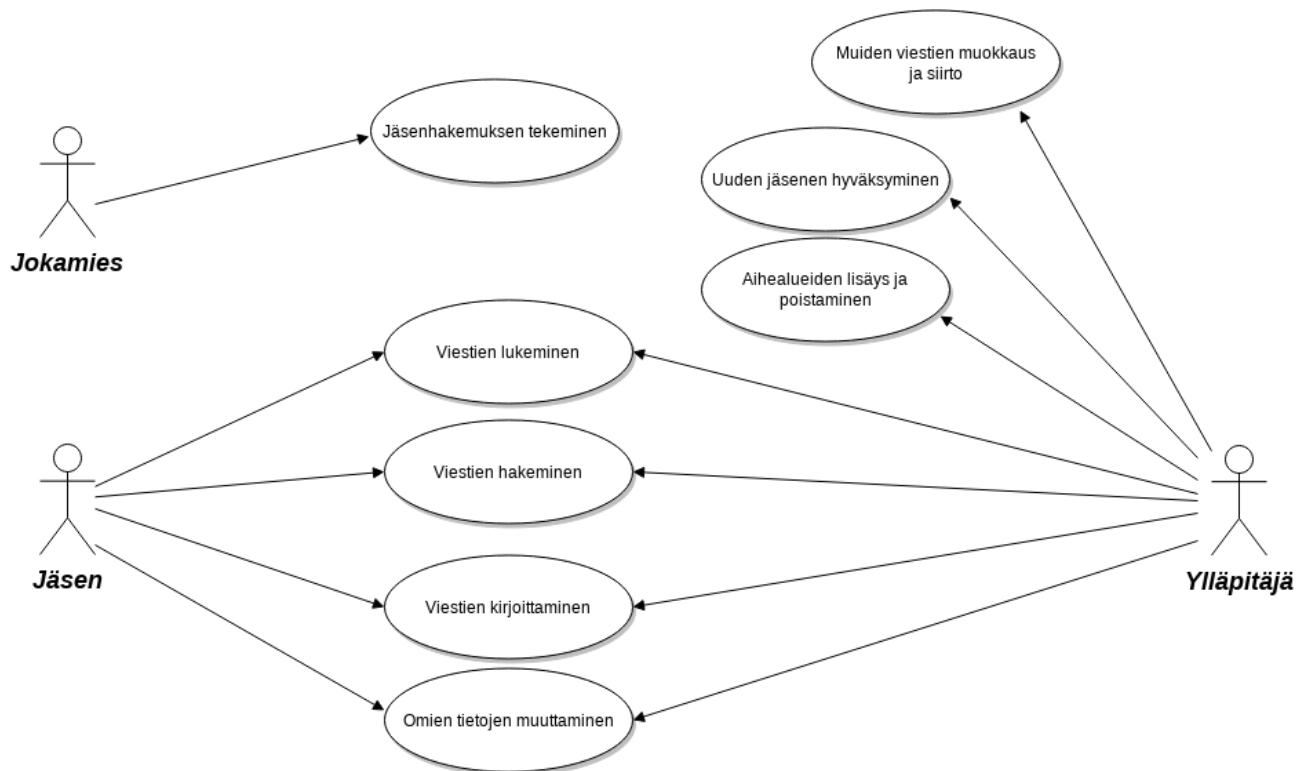 Muiden viestien muokkaus
ja siirto
Jäsenhakemuksen tekeminen
Uuden jäsenen hyväksyminen
Jokamies
Aihealueiden lisäys ja
poistaminen
Viestien lukeminen
Viestien hakeminen
Jäsen
Ylläpitäjä
Viestien kirjoittaminen
Omien tietojen muuttaminen